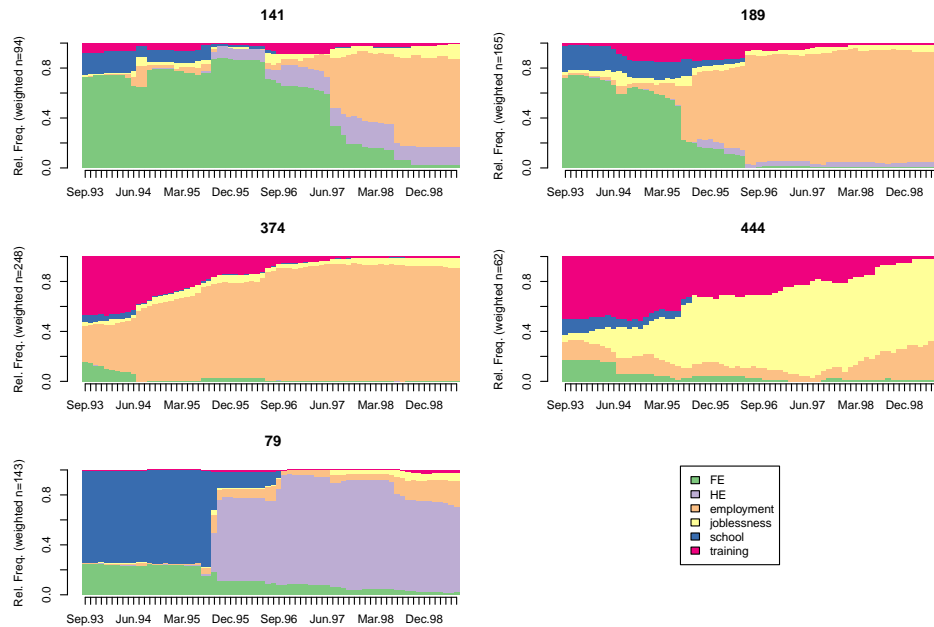 141
189
Rel. Freq. (weighted n=94)
0.0 0.4 0.8
Sep.93 Jun.94 Mar.95 Dec.95 Sep.96 Jun.97 Mar.98 Dec.98
Rel. Freq. (weighted n=165)
0.0 0.4 0.8
Sep.93 Jun.94 Mar.95 Dec.95 Sep.96 Jun.97 Mar.98 Dec.98
374
444
Rel. Freq. (weighted n=248)
0.0 0.4 0.8
Sep.93 Jun.94 Mar.95 Dec.95 Sep.96 Jun.97 Mar.98 Dec.98
Rel. Freq. (weighted n=62)
0.0 0.4 0.8
Sep.93 Jun.94 Mar.95 Dec.95 Sep.96 Jun.97 Mar.98 Dec.98
79
Rel. Freq. (weighted n=143)
0.0 0.4 0.8
Sep.93 Jun.94 Mar.95 Dec.95 Sep.96 Jun.97 Mar.98 Dec.98
FE
HE
employment
joblessness
school
training